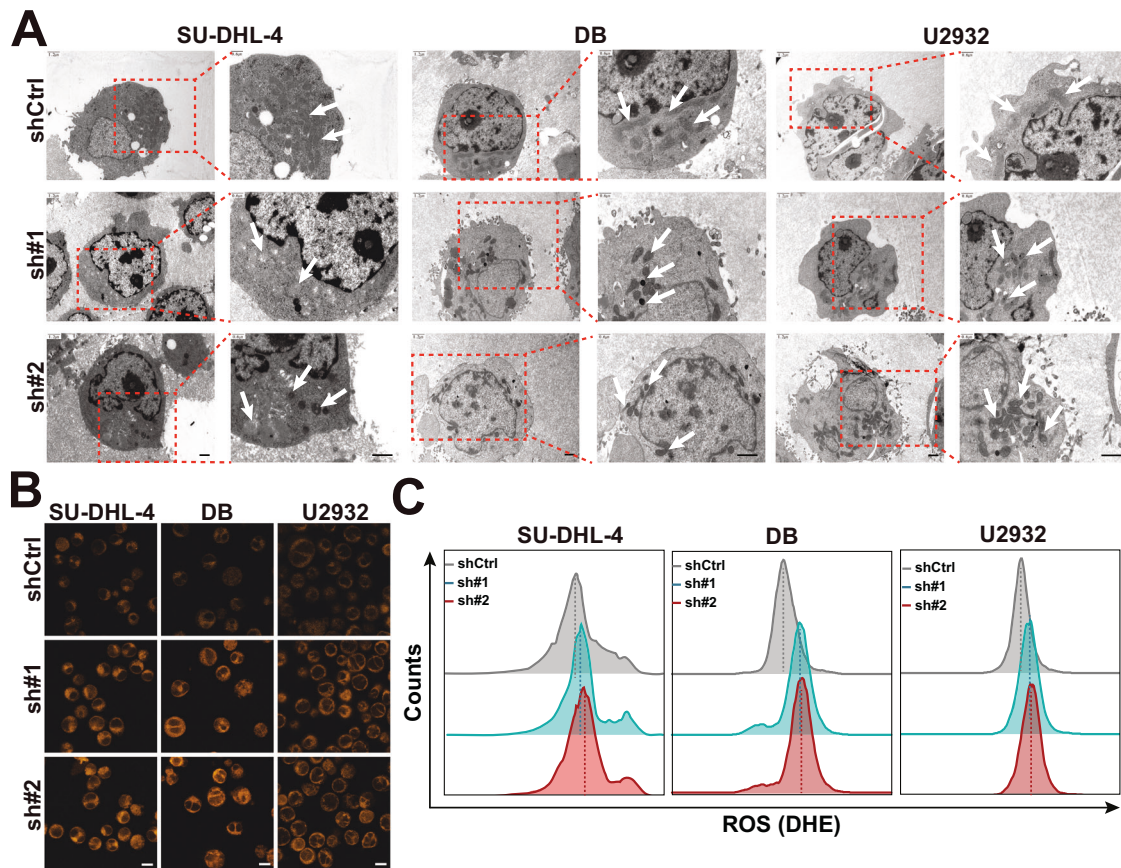 A
SU-DHL-4 DB U2932
shCtrl
sh#1
sh#2
B
SU-DHL-4 DB U2932
shCtrl
sh#1
sh#2
C
SU-DHL-4 DB U2932
shCtrl shCtrl shCtrl
sh#1 sh#1 sh#1
sh#2 sh#2 sh#2
Counts
ROS (DHE)